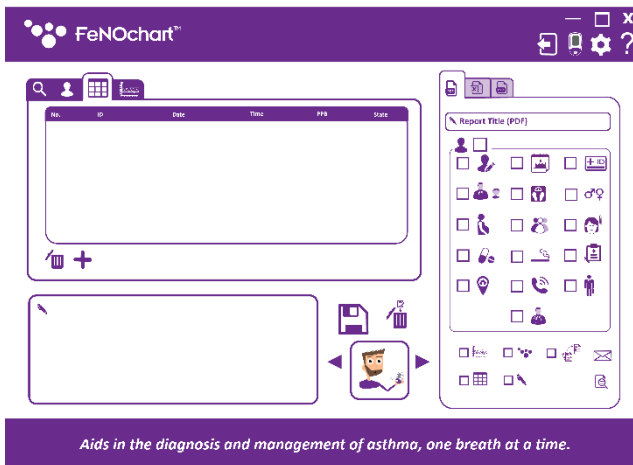 FeNOchart™
No. ID Date Time PPB State
Report Title (PDF)
Aids in the diagnosis and management of asthma, one breath at a time.